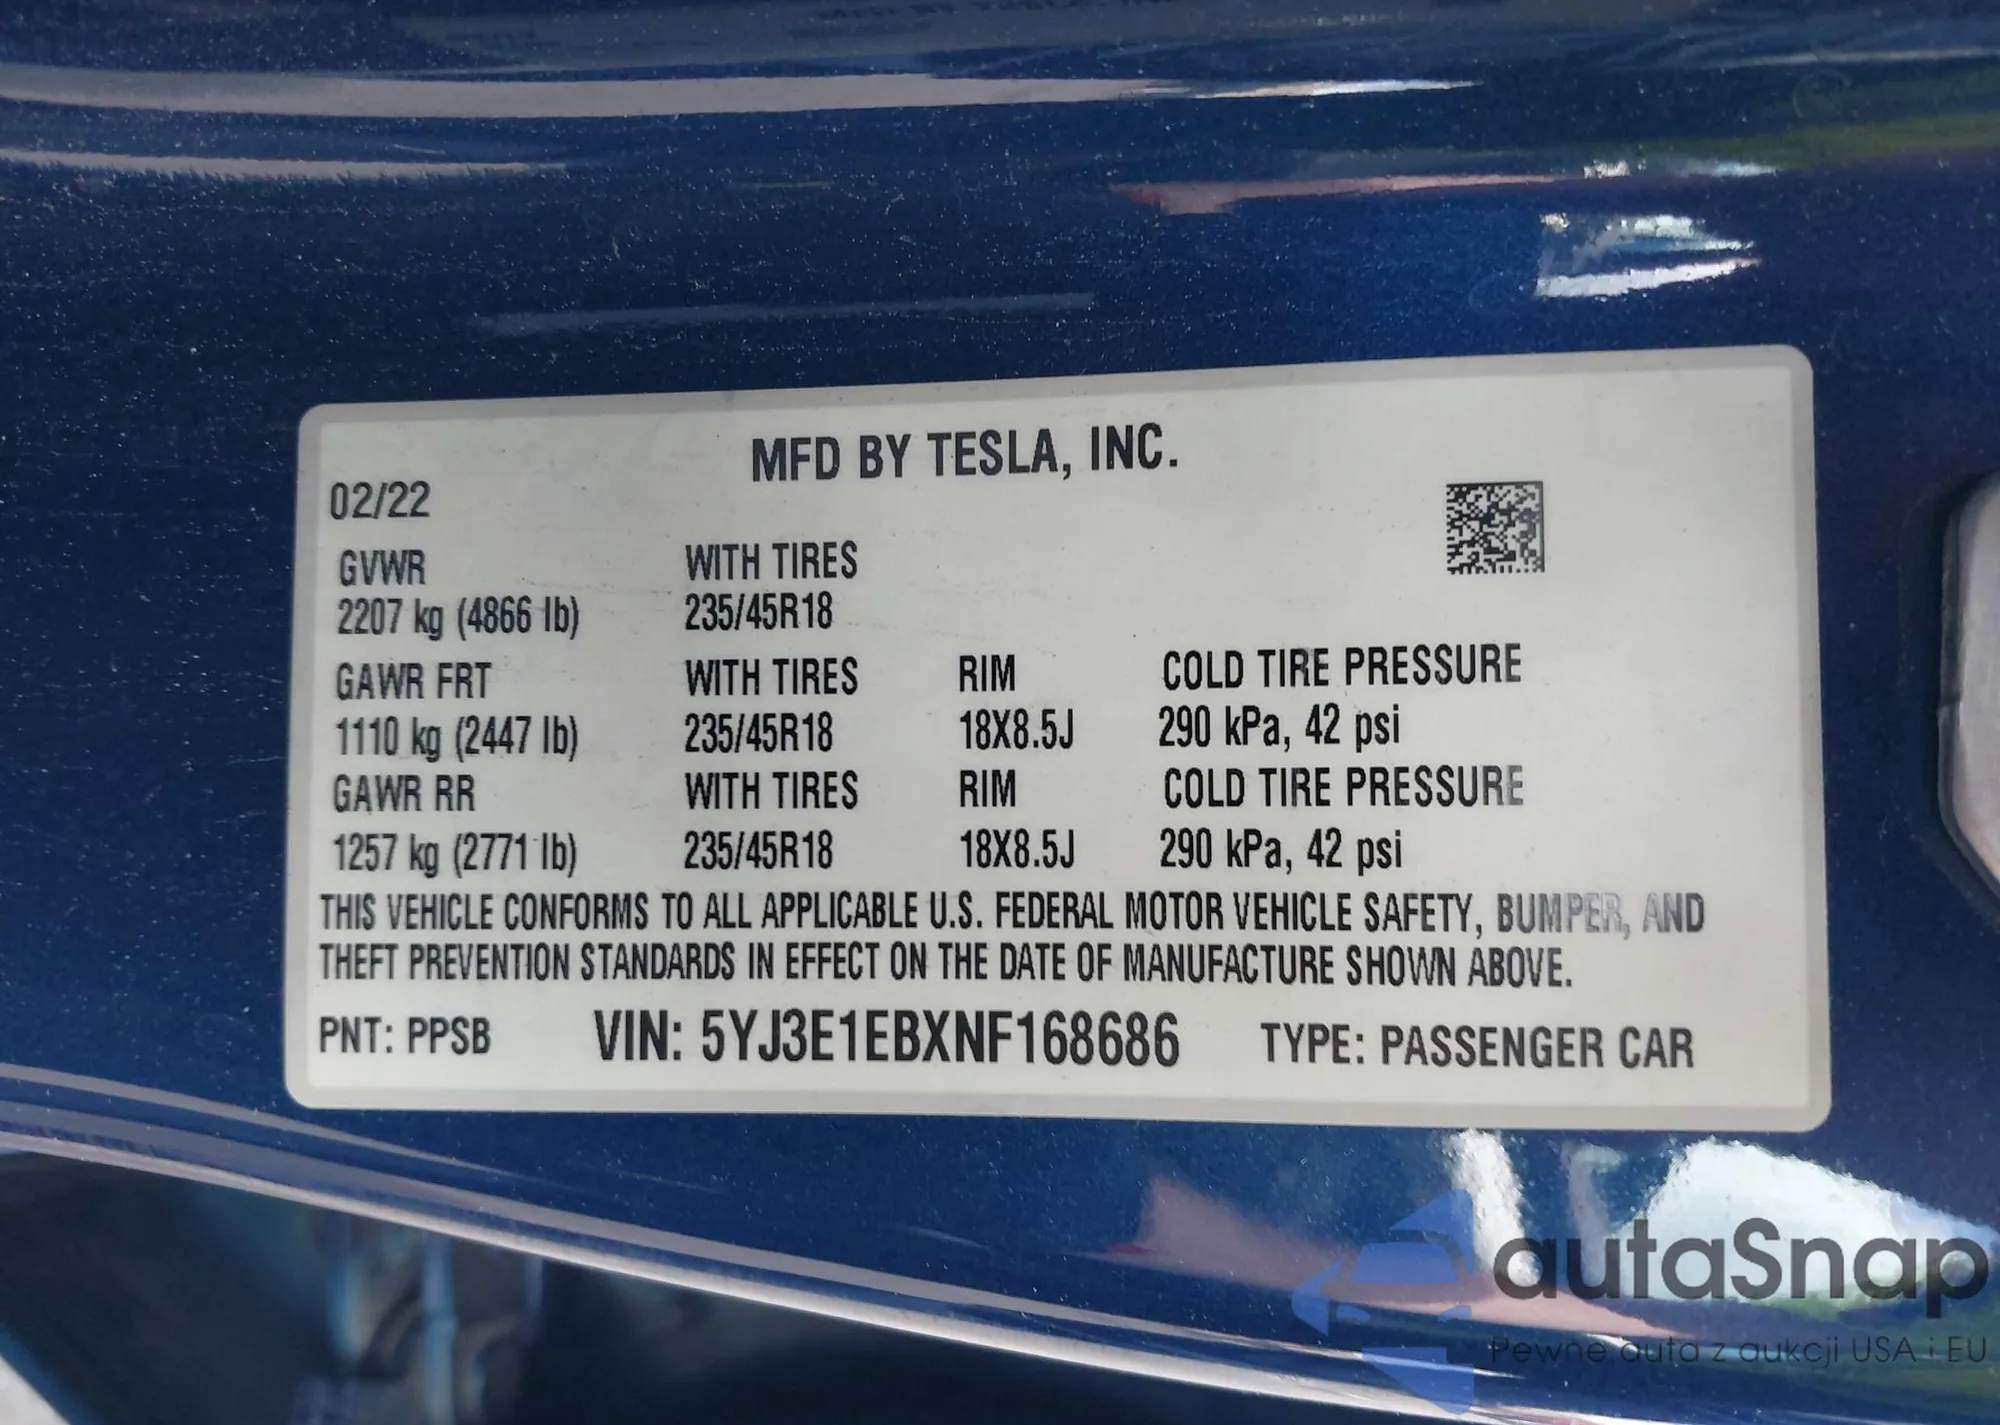 MFD BY TESLA, INC.
02/22
GVWR WITH TIRES
2207 kg (4866 lb) 235/45R18
GAWR FRT WITH TIRES RIM COLD TIRE PRESSURE
1110 kg (2447 lb) 235/45R18 18X8.5J 290 kPa, 42 psi
GAWR RR WITH TIRES RIM COLD TIRE PRESSURE
1257 kg (2771 lb) 235/45R18 18X8.5J 290 kPa, 42 psi
THIS VEHICLE CONFORMS TO ALL APPLICABLE U.S. FEDERAL MOTOR VEHICLE SAFETY, BUMPER, AND
THEFT PREVENTION STANDARDS IN EFFECT ON THE DATE OF MANUFACTURE SHOWN ABOVE.
PNT: PPSB VIN: 5YJ3E1EBXNF168686 TYPE: PASSENGER CAR
autaSnap
Pewne auta z aukcji USA i EU